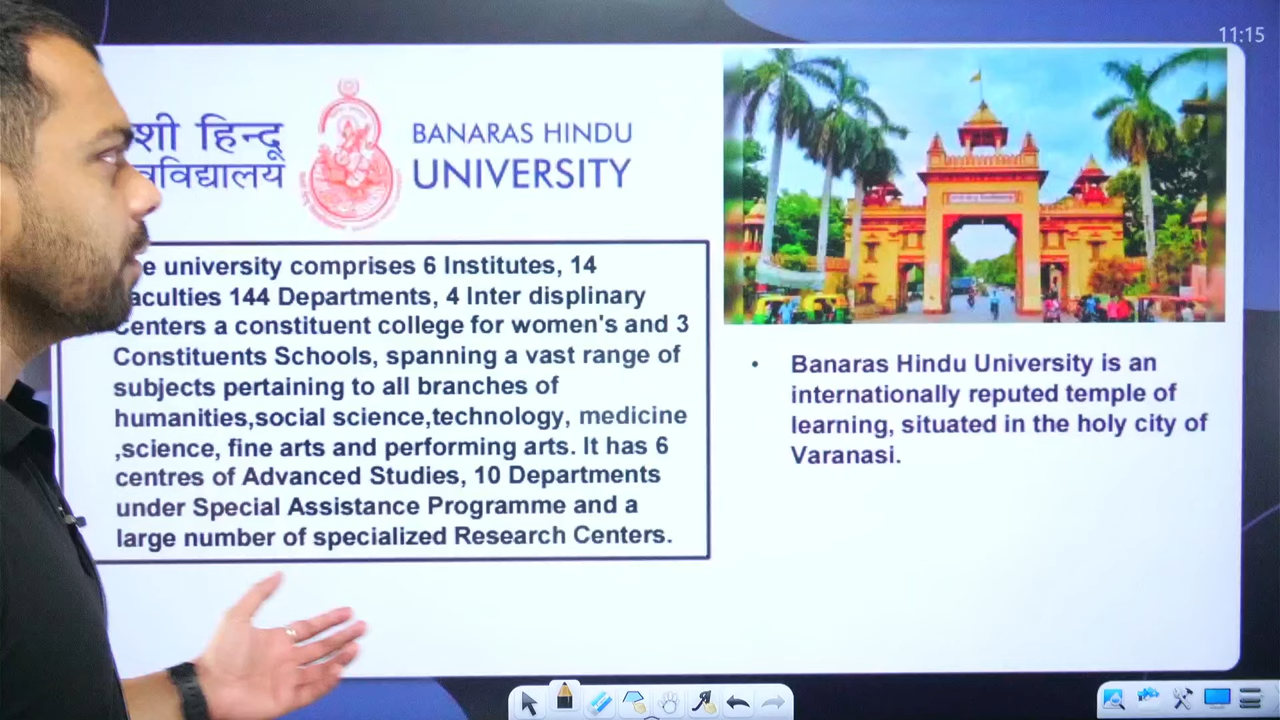 11:15
हिन्दू
BANARAS HINDU
UNIVERSITY
university comprises 6 Institutes, 14
144 Departments, 4 Inter displinary
Centers a constituent college for women's and 3
Constituents Schools, spanning a vast range of
subjects pertaining to all branches of
humanities,social science,technology, medicine
,science, fine arts and performing arts. It has 6
centres of Advanced Studies, 10 Departments
under Special Assistance Programme and a
large number of specialized Research Centers.
• Banaras Hindu University is an
internationally reputed temple of
learning, situated in the holy city of
Varanasi.